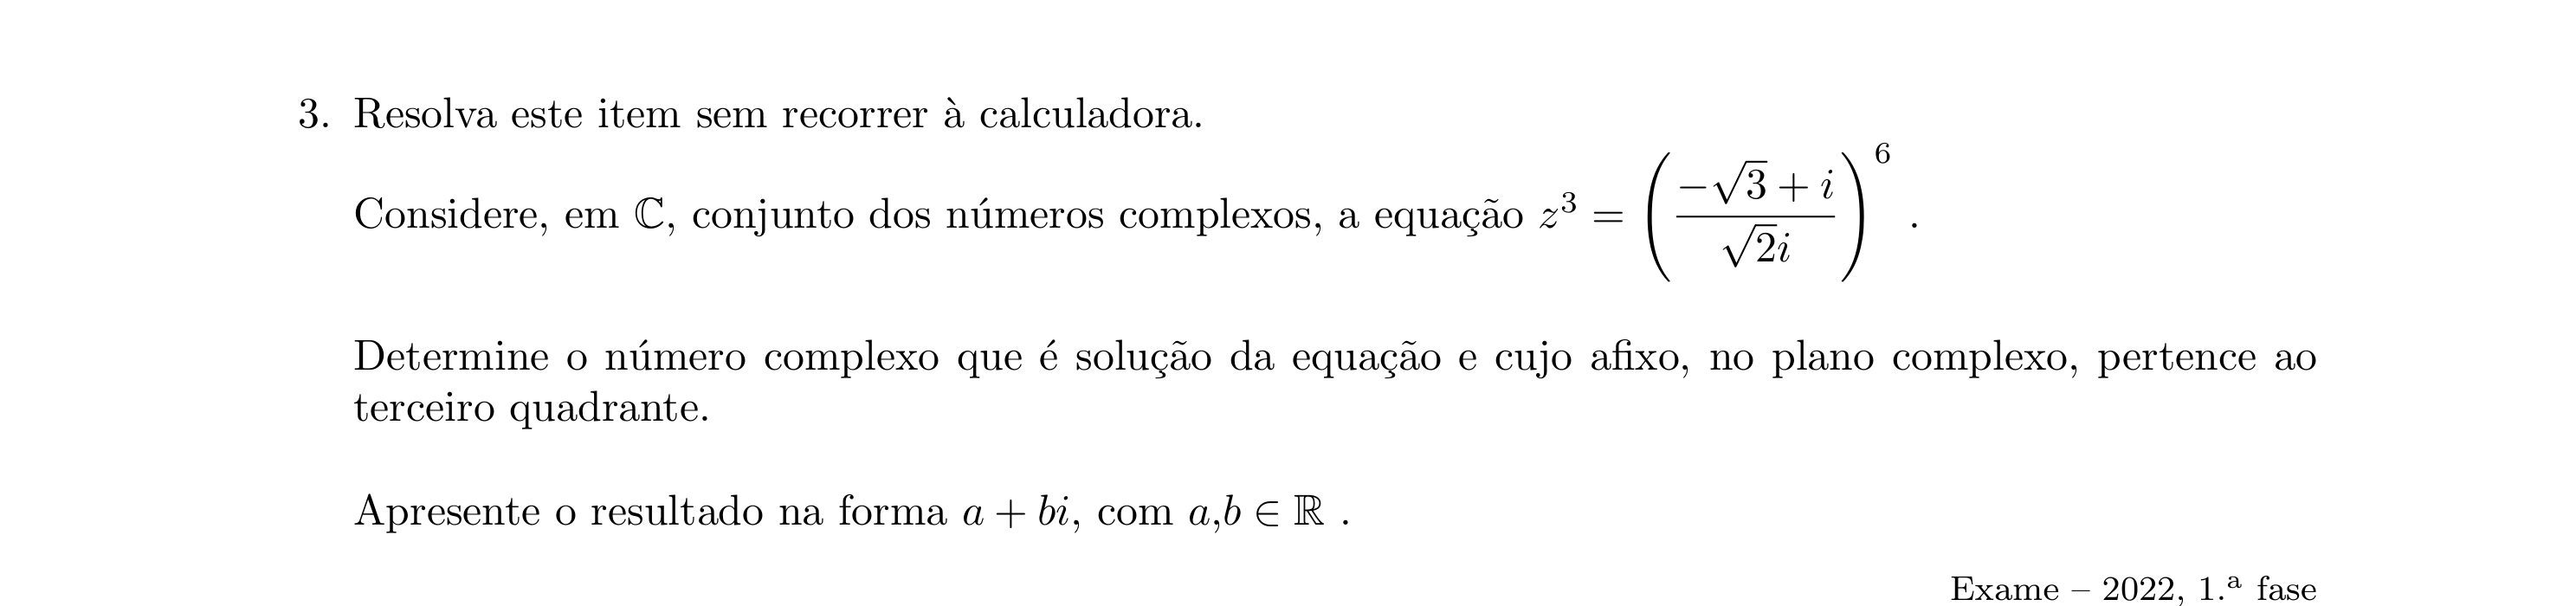 3. Resolva este item sem recorrer à calculadora.
Considere, em ℂ, conjunto dos números complexos, a equação $z^3 = \left(\frac{-\sqrt{3}+i}{\sqrt{2}i}\right)^6$ .
Determine o número complexo que é solução da equação e cujo afixo, no plano complexo, pertence ao
terceiro quadrante.
Apresente o resultado na forma $a + bi$, com $a,b \in \mathbb{R}$ .
Exame – 2022, 1.ª fase